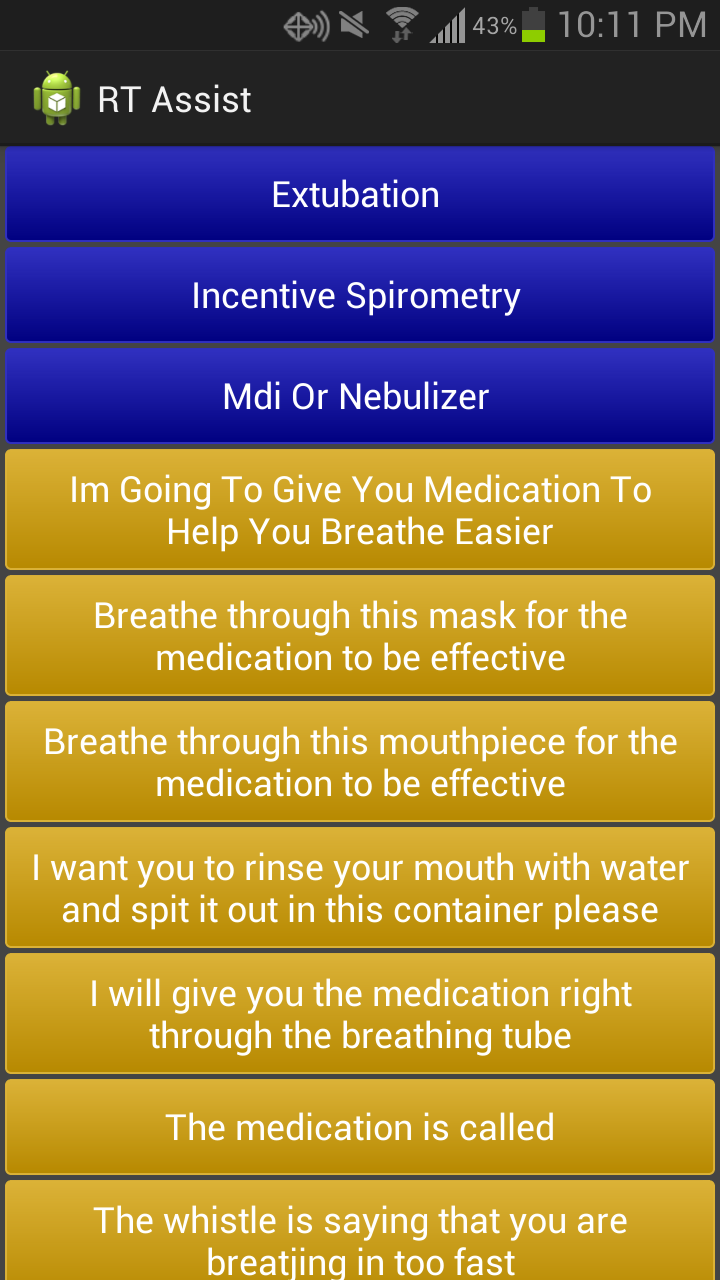 43% 10:11 PM
RT Assist
Extubation
Incentive Spirometry
Mdi Or Nebulizer
Im Going To Give You Medication To
Help You Breathe Easier
Breathe through this mask for the
medication to be effective
Breathe through this mouthpiece for the
medication to be effective
I want you to rinse your mouth with water
and spit it out in this container please
I will give you the medication right
through the breathing tube
The medication is called
The whistle is saying that you are
breatjing in too fast